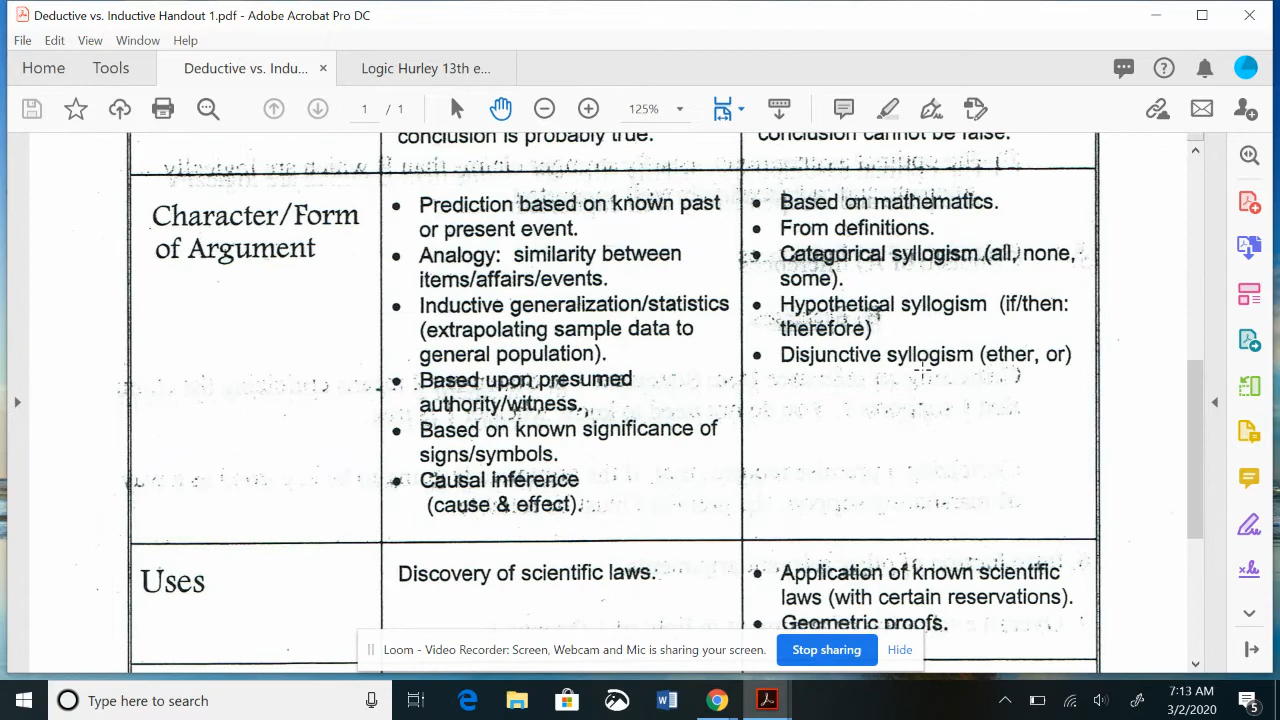 Deductive vs. Inductive Handout 1.pdf - Adobe Acrobat Pro DC
File Edit View Window Help
Home Tools Deductive vs. Indu... × Logic Hurley 13th e...
1 / 1 125%
conclusion is probably true.
conclusion cannot be false.
Character/Form
of Argument
• Prediction based on known past
or present event.
• Analogy: similarity between
items/affairs/events.
• Inductive generalization/statistics
(extrapolating sample data to
general population).
• Based upon presumed
authority/witness.
• Based on known significance of
signs/symbols.
• Causal Inference
(cause & effect).
• Based on mathematics.
• From definitions.
• Categorical syllogism (all, none,
some).
• Hypothetical syllogism (if/then:
therefore)
• Disjunctive syllogism (ether, or)
Uses
Discovery of scientific laws.
• Application of known scientific
laws (with certain reservations).
• Geometric proofs.
Loom - Video Recorder: Screen, Webcam and Mic is sharing your screen. Stop sharing Hide
Type here to search
7:13 AM
3/2/2020
5